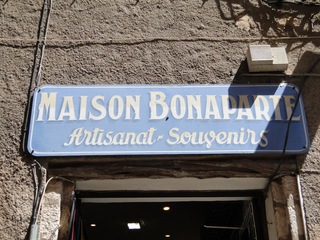 MAISON BONAPARTE
Artisanat - Souvenirs